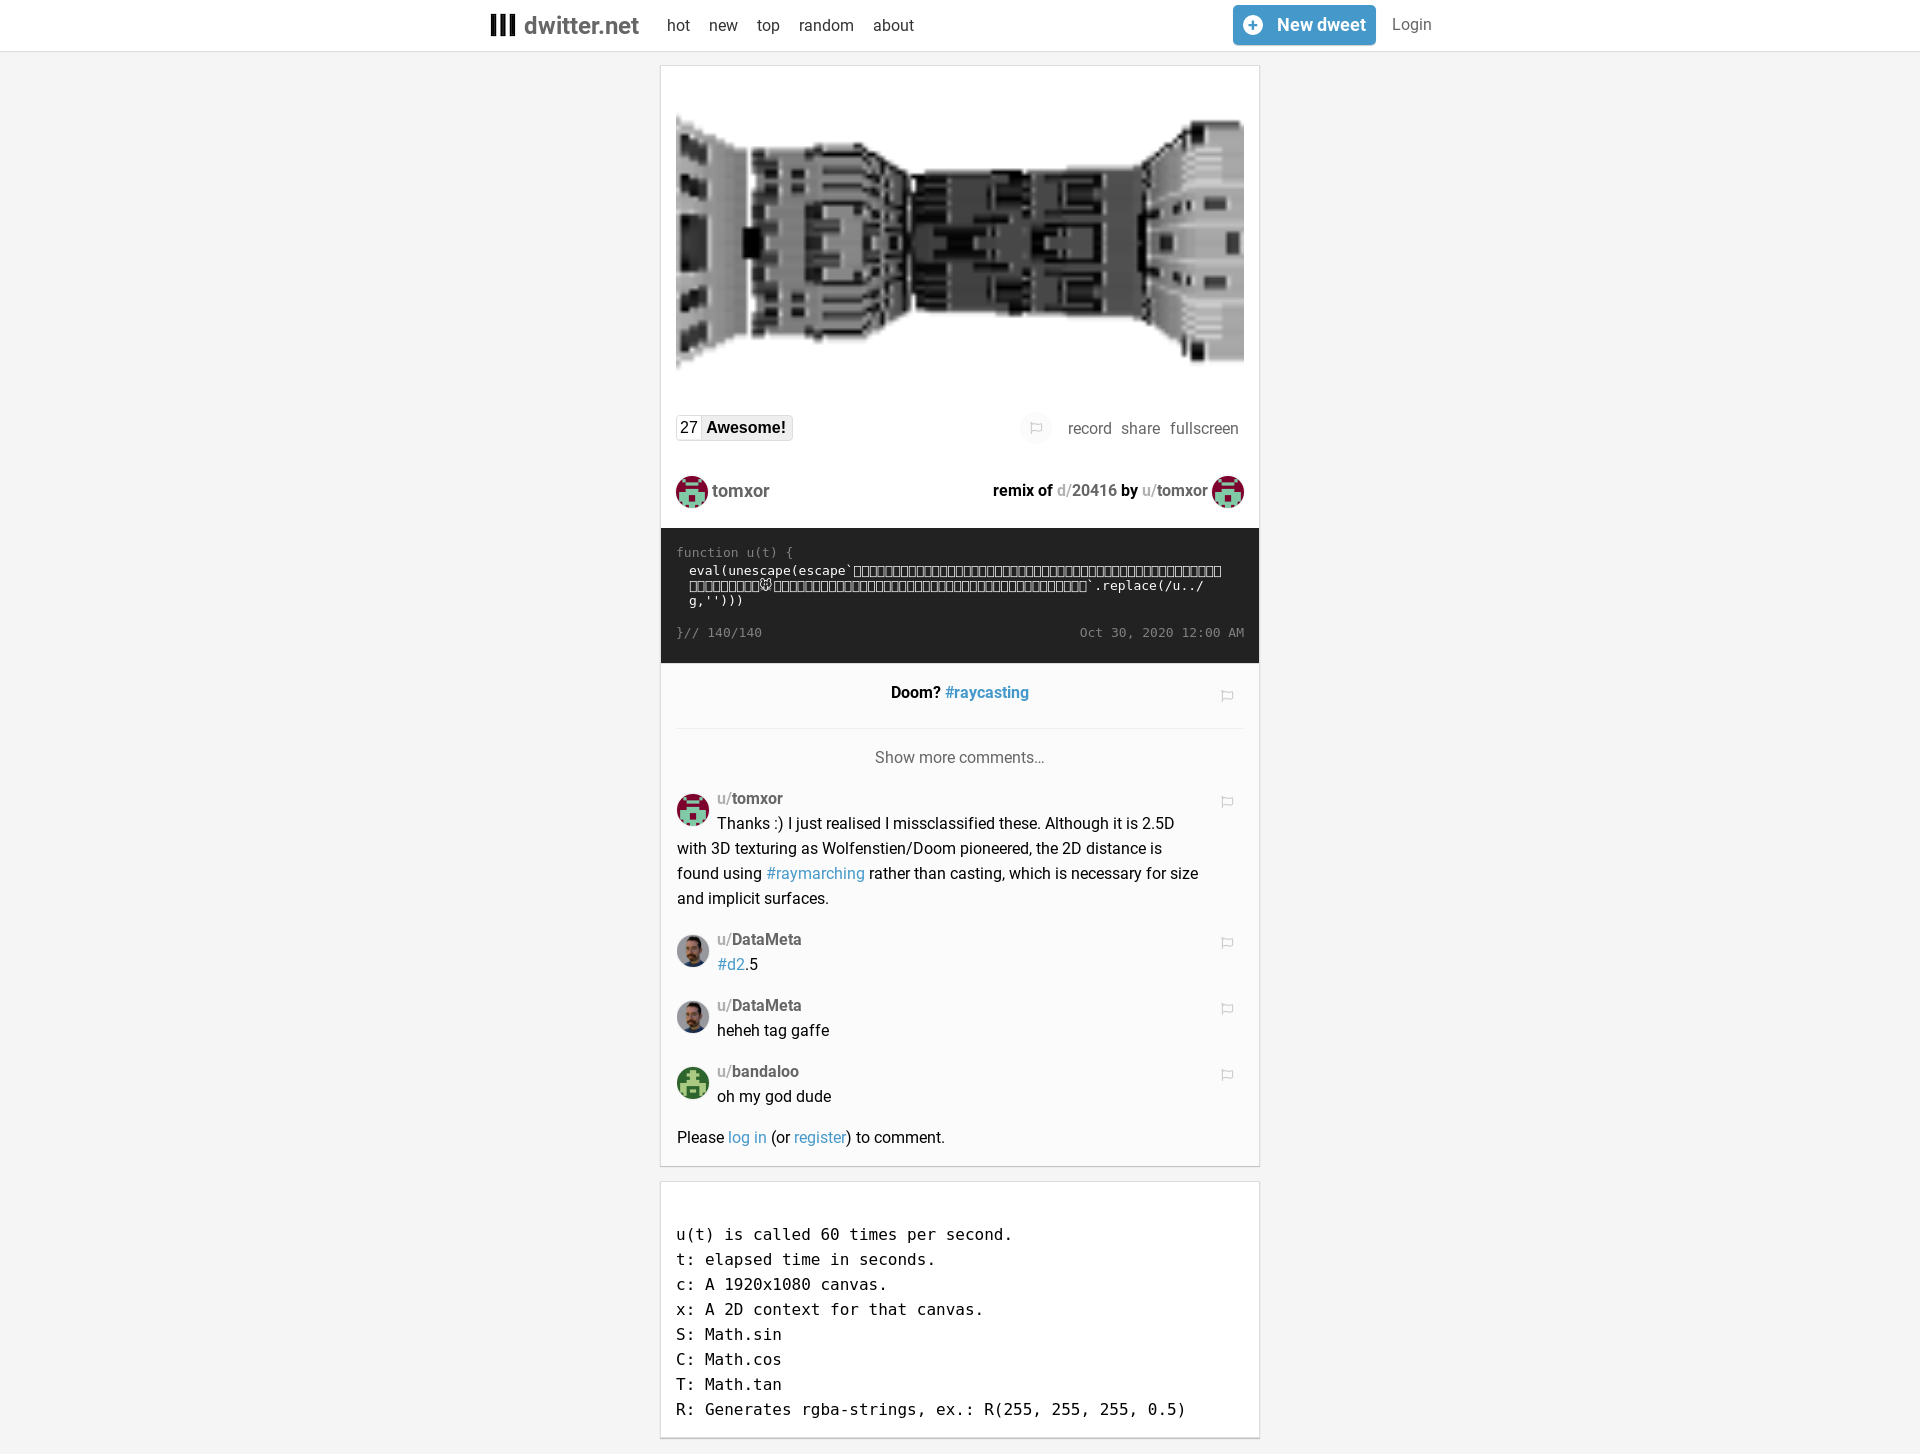 dwitter.net hot new top random about New dweet Login
27 Awesome! record share fullscreen
tomxor remix of d/20416 by u/tomxor
function u(t) {
eval(unescape(escape`
`.replace(/u../
g,'')))
}// 140/140 Oct 30, 2020 12:00 AM
Doom? #raycasting
Show more comments…
u/tomxor
Thanks :) I just realised I missclassified these. Although it is 2.5D
with 3D texturing as Wolfenstien/Doom pioneered, the 2D distance is
found using #raymarching rather than casting, which is necessary for size
and implicit surfaces.
u/DataMeta
#d2.5
u/DataMeta
heheh tag gaffe
u/bandaloo
oh my god dude
Please log in (or register) to comment.
u(t) is called 60 times per second.
t: elapsed time in seconds.
c: A 1920x1080 canvas.
x: A 2D context for that canvas.
S: Math.sin
C: Math.cos
T: Math.tan
R: Generates rgba-strings, ex.: R(255, 255, 255, 0.5)